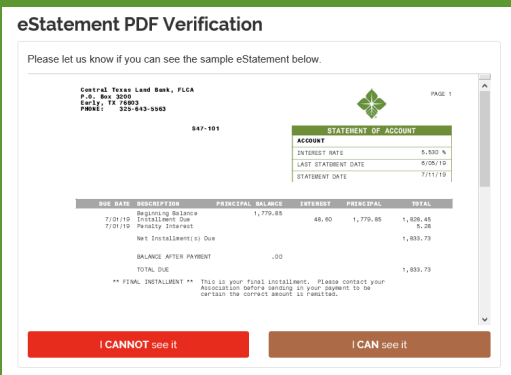 eStatement PDF Verification
Please let us know if you can see the sample eStatement below.
Central Texas Land Bank, FLCA
P.O. Box 3200
Early, TX 76803
PHONE: 325-643-5563
PAGE 1
S47-101
STATEMENT OF ACCOUNT
ACCOUNT
INTEREST RATE 5.530 %
LAST STATEMENT DATE 6/05/19
STATEMENT DATE 7/11/19
DUE DATE DESCRIPTION PRINCIPAL BALANCE INTEREST PRINCIPAL TOTAL
Beginning Balance 1,779.85
7/01/19 Installment Due 48.60 1,779.85 1,828.45
7/01/19 Penalty Interest 5.28
Net Installment(s) Due 1,833.73
BALANCE AFTER PAYMENT .00
TOTAL DUE 1,833.73
** FINAL INSTALLMENT ** This is your final installment. Please contact your
Association before sending in your payment to be
certain the correct amount is remitted.
I CANNOT see it
I CAN see it